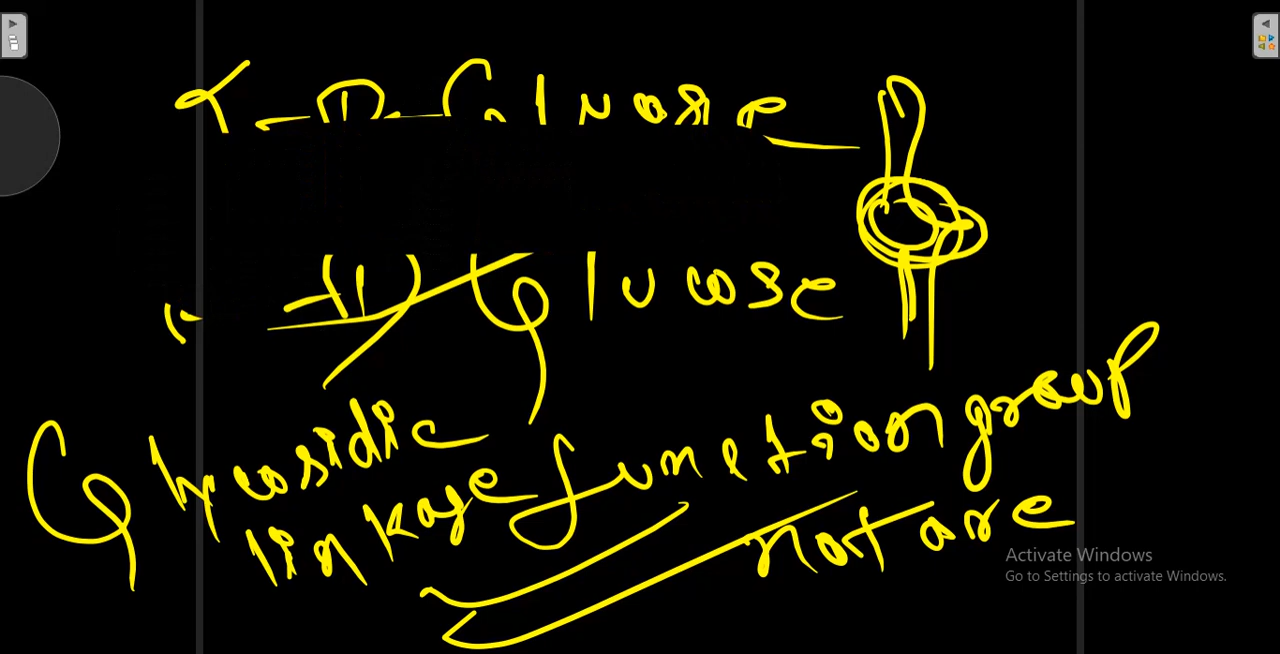 α-D-Glucose
D Glucose
Glycosidic
linkage function group
not are
Activate Windows
Go to Settings to activate Windows.